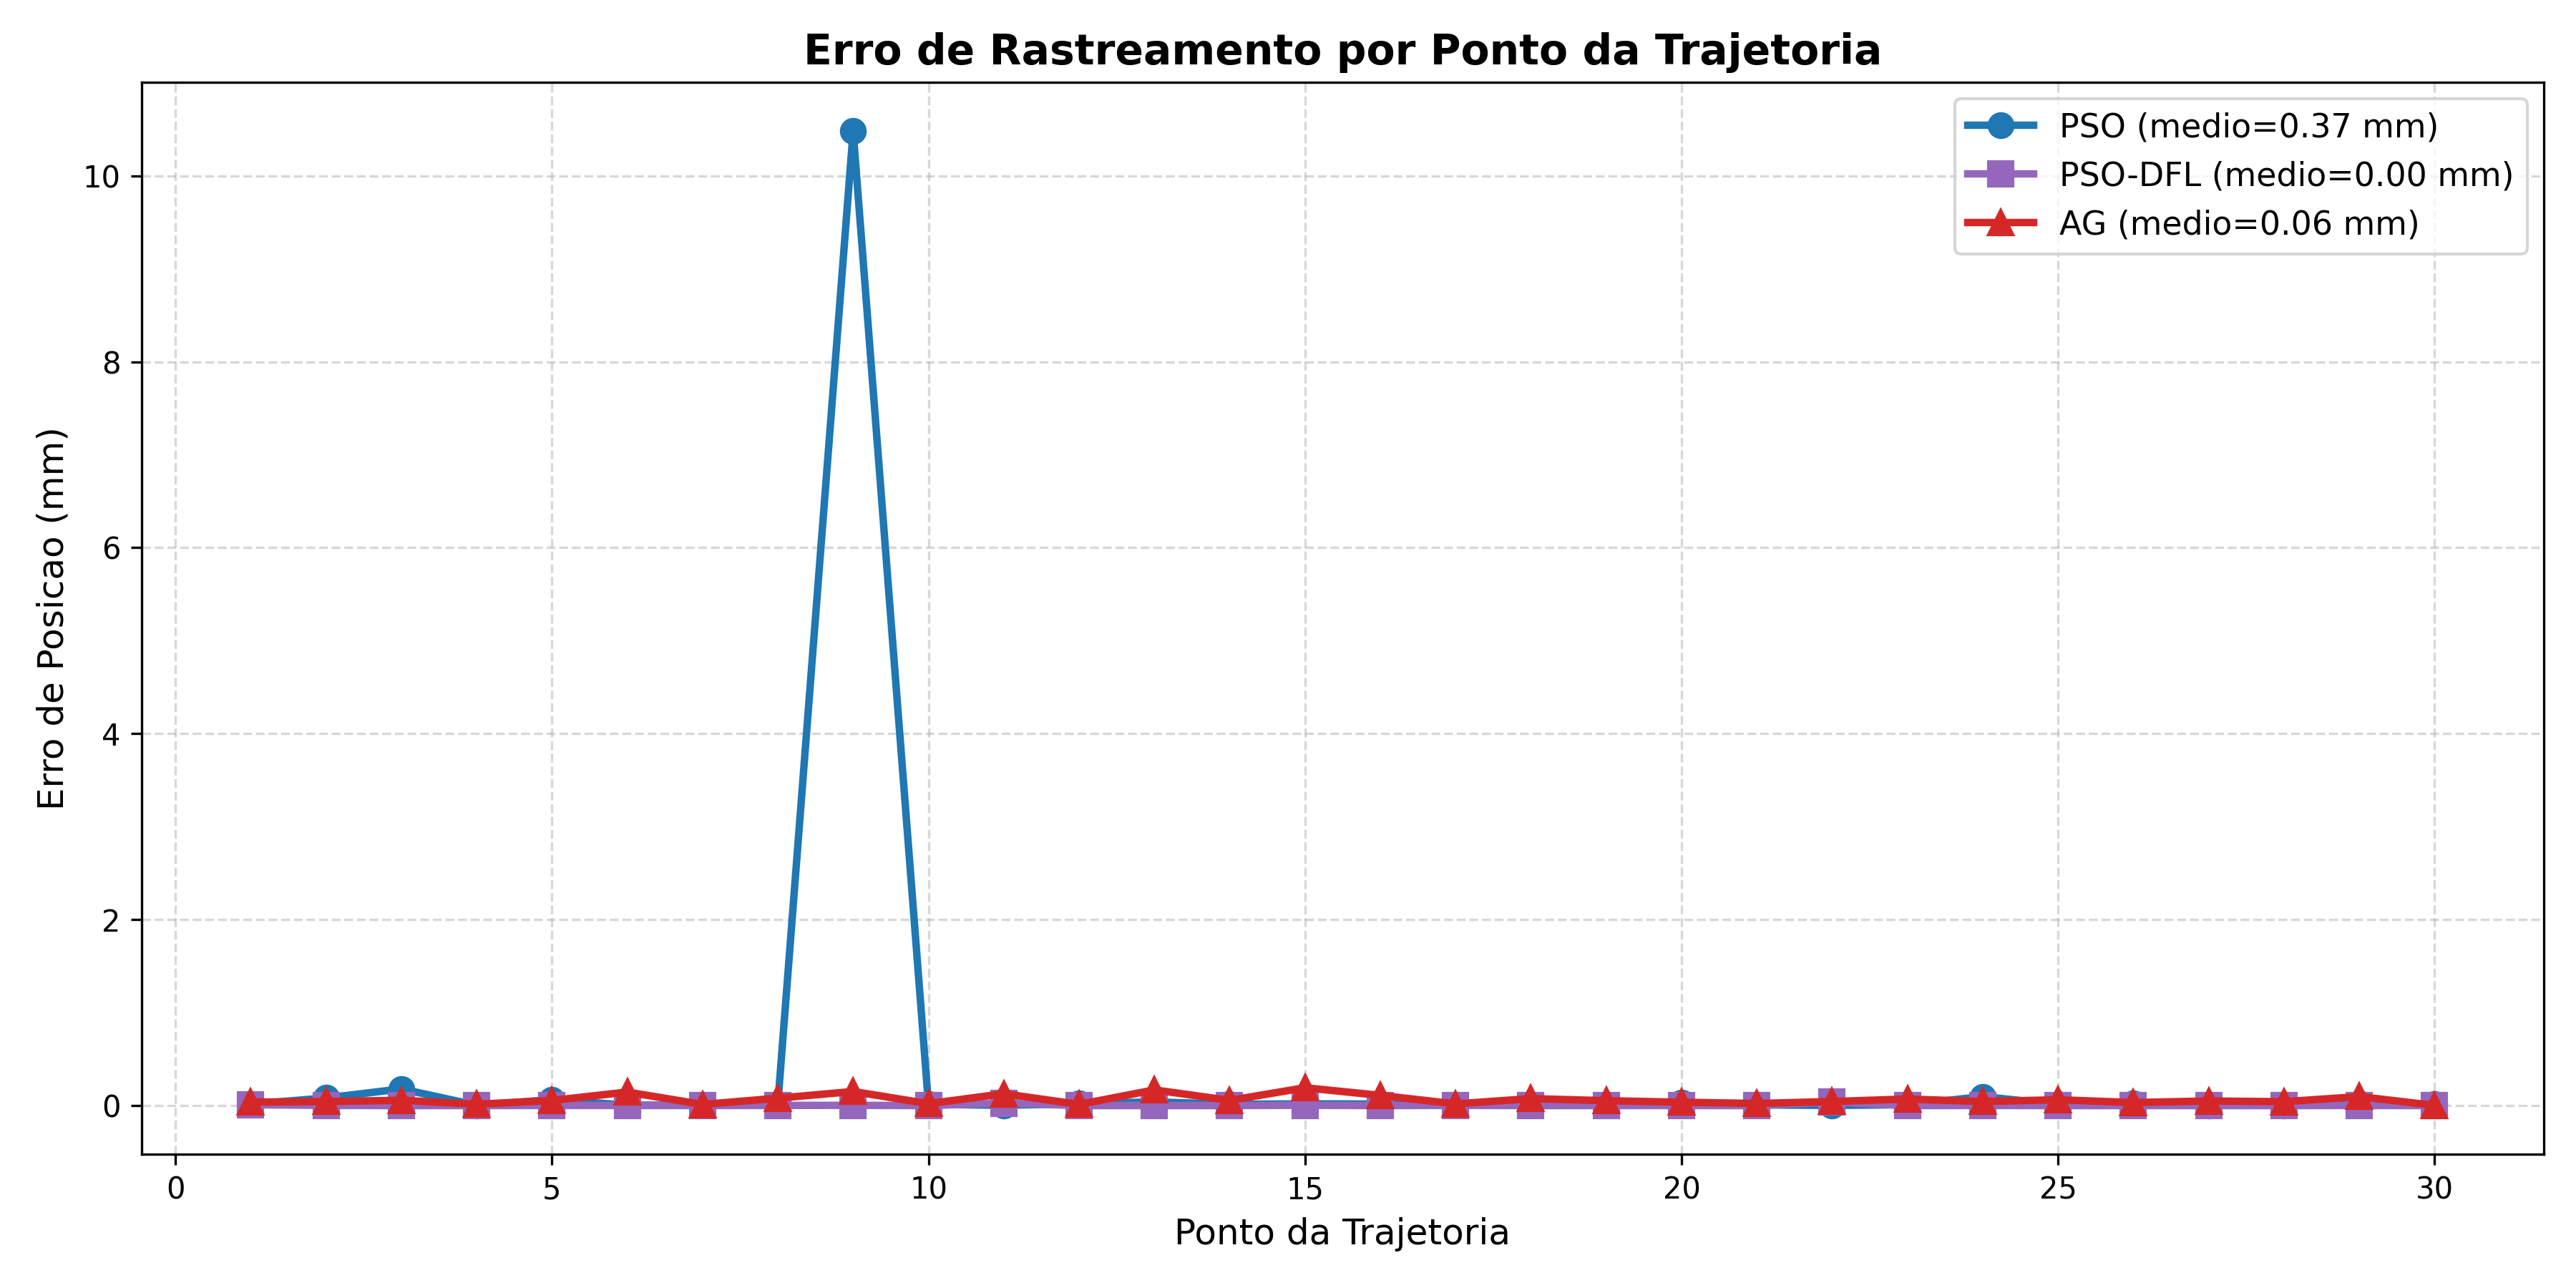 Erro de Rastreamento por Ponto da Trajetoria
PSO (medio=0.37 mm)
PSO-DFL (medio=0.00 mm)
AG (medio=0.06 mm)
Erro de Posicao (mm)
10
8
6
4
2
0
0
5
10
15
20
25
30
Ponto da Trajetoria